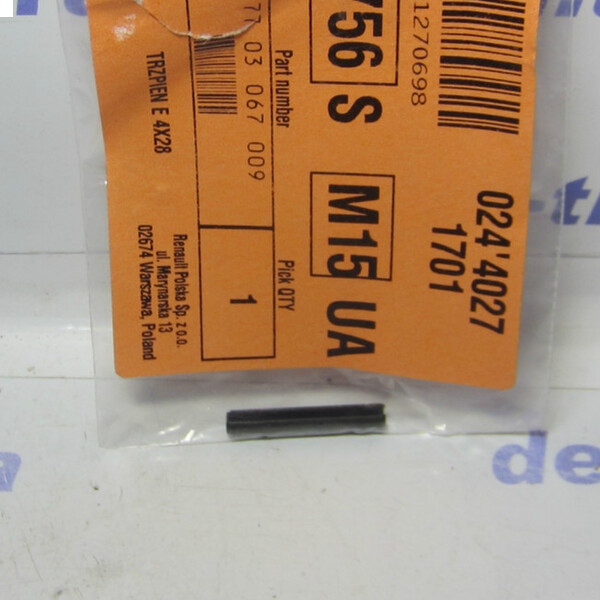 024'4027
1701
1270698
756 S M15 UA
Part number
77 03 067 009
Pick QTY
1
TRZPIEN E 4X28
Renault Polska Sp. z o.o.
ul. Marynarska 13
02674 Warszawa, Poland